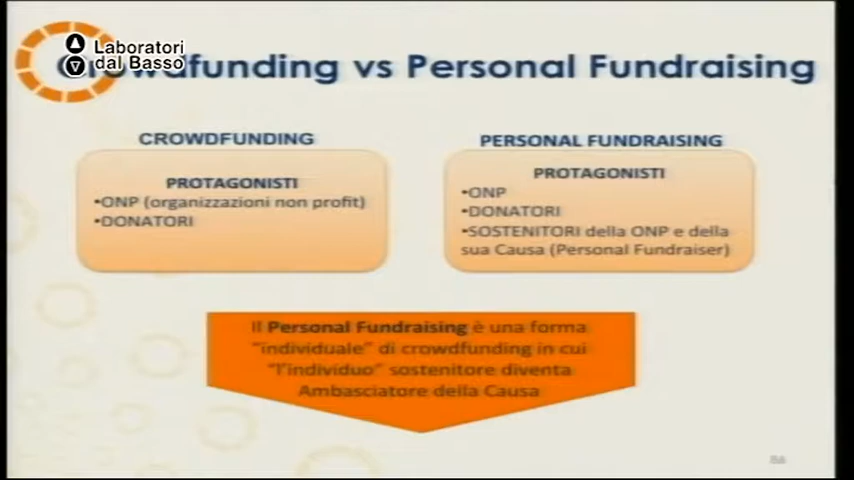 Laboratori
dal Basso
Crowdfunding vs Personal Fundraising
CROWDFUNDING
PROTAGONISTI
•ONP (organizzazioni non profit)
•DONATORI
PERSONAL FUNDRAISING
PROTAGONISTI
•ONP
•DONATORI
•SOSTENITORI della ONP e della
sua Causa (Personal Fundraiser)
Il Personal Fundraising è una forma
"individuale" di crowdfunding in cui
"l'individuo" sostenitore diventa
Ambasciatore della Causa